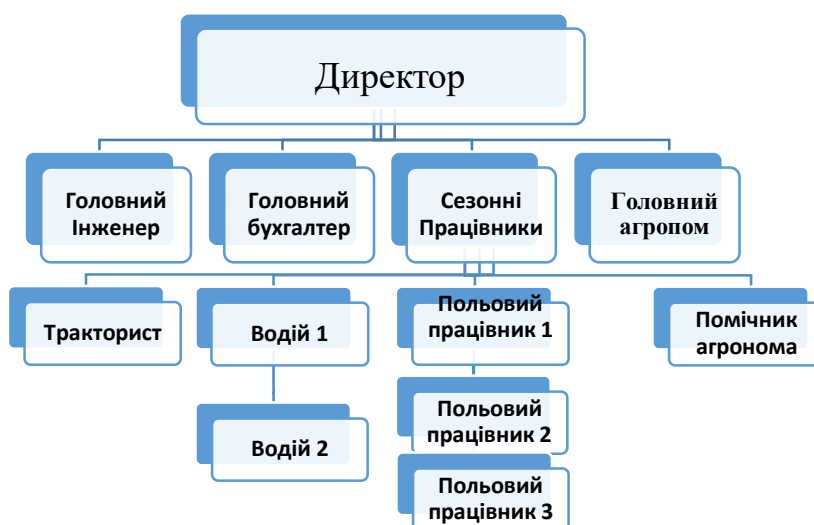 Директор
Головний
Інженер
Головний
бухгалтер
Сезонні
Працівники
Головний
агропом
Тракторист
Водій 1
Польовий
працівник 1
Помічник
агронома
Водій 2
Польовий
працівник 2
Польовий
працівник 3